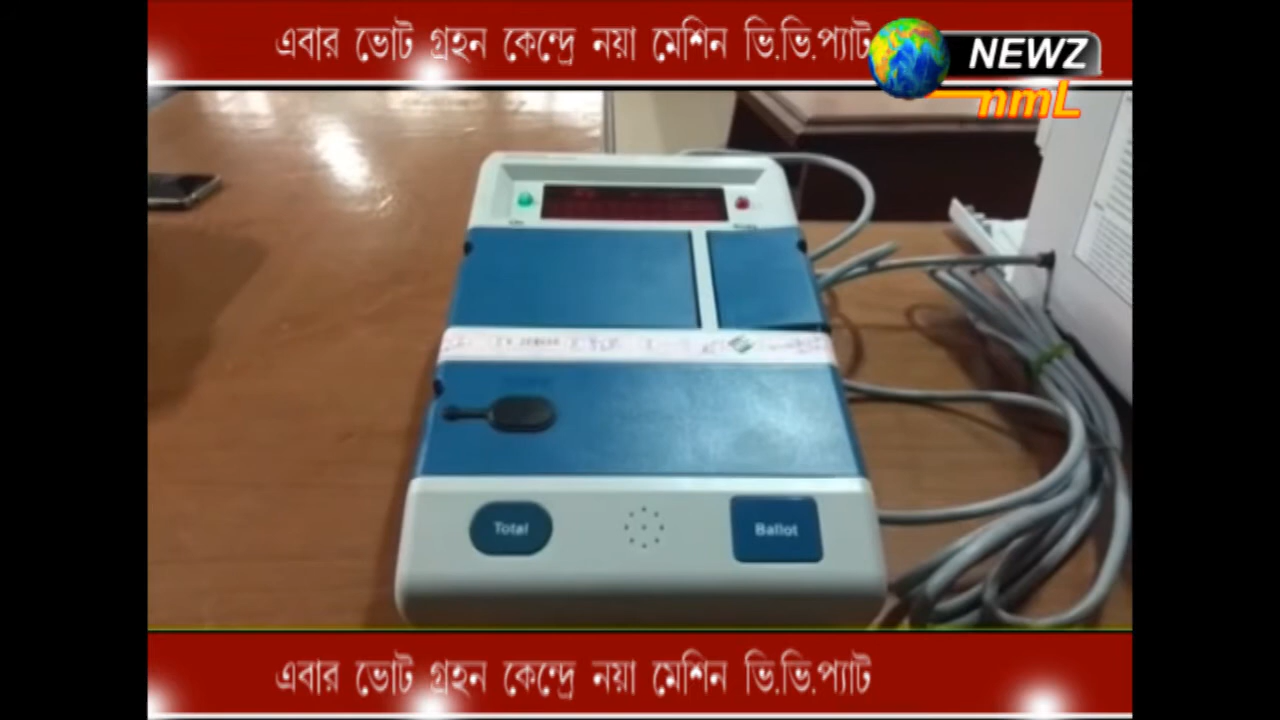 এবার ভোট গ্রহন কেন্দ্রে নয়া মেশিন ভি.ভি.প্যাট
NEWZ
nmL
Total
Ballot
এবার ভোট গ্রহন কেন্দ্রে নয়া মেশিন ভি.ভি.প্যাট